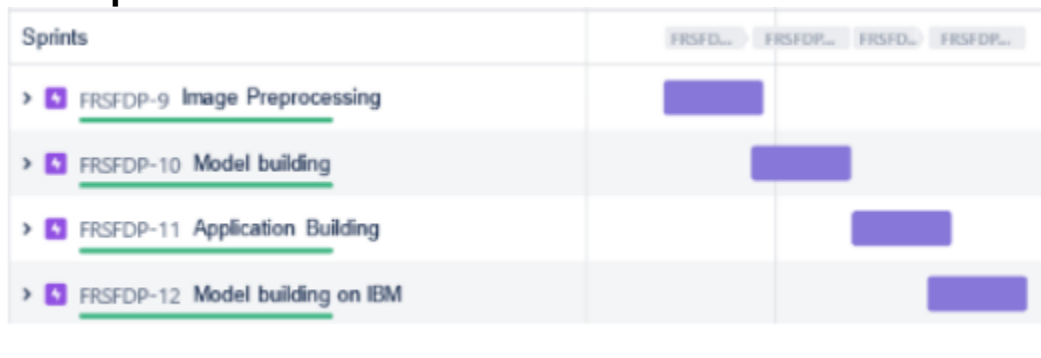 Sprints FRSFD... FRSFDP... FRSFD... FRSFDP...
FRSFDP-9 Image Preprocessing
FRSFDP-10 Model building
FRSFDP-11 Application Building
FRSFDP-12 Model building on IBM